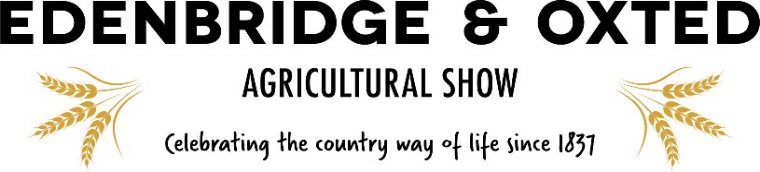 EDENBRIDGE & OXTED
AGRICULTURAL SHOW
Celebrating the country way of life since 1837